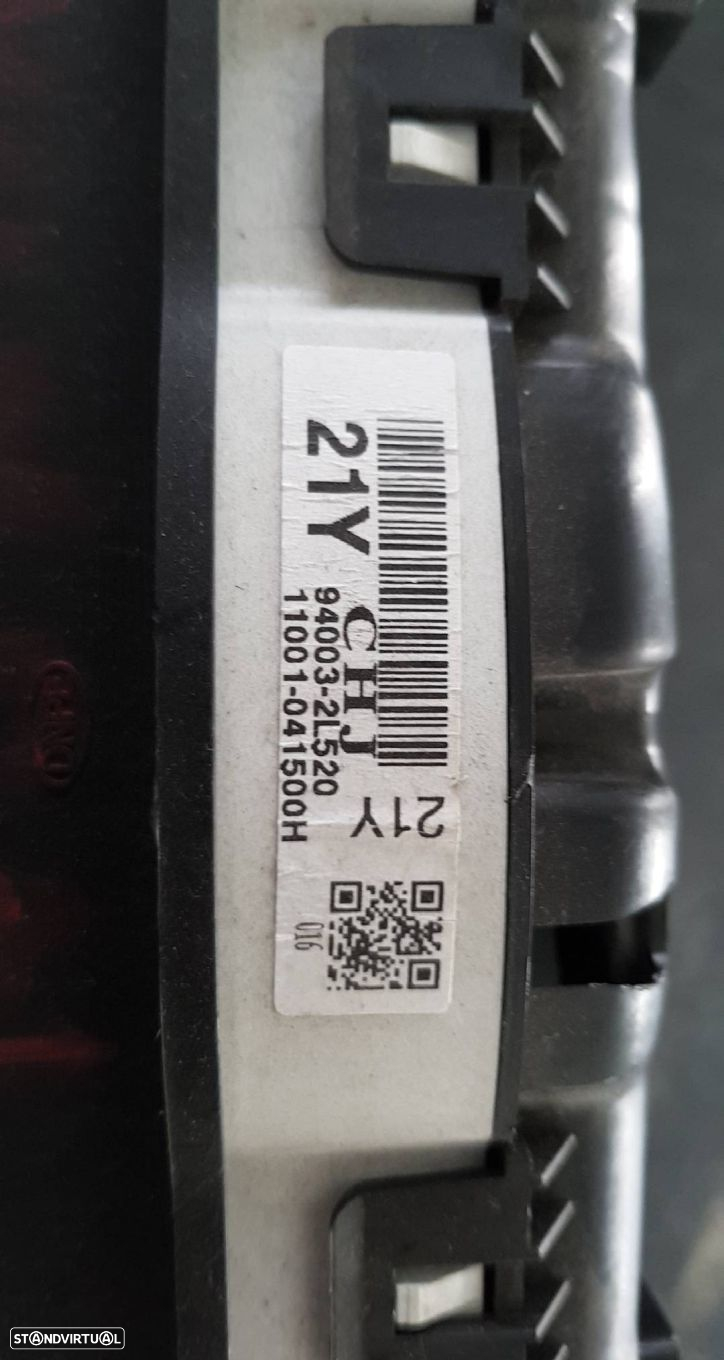 21Y CHJ
94003-2L520
11001-041500H
21Y
016
STANDVIRTUAL